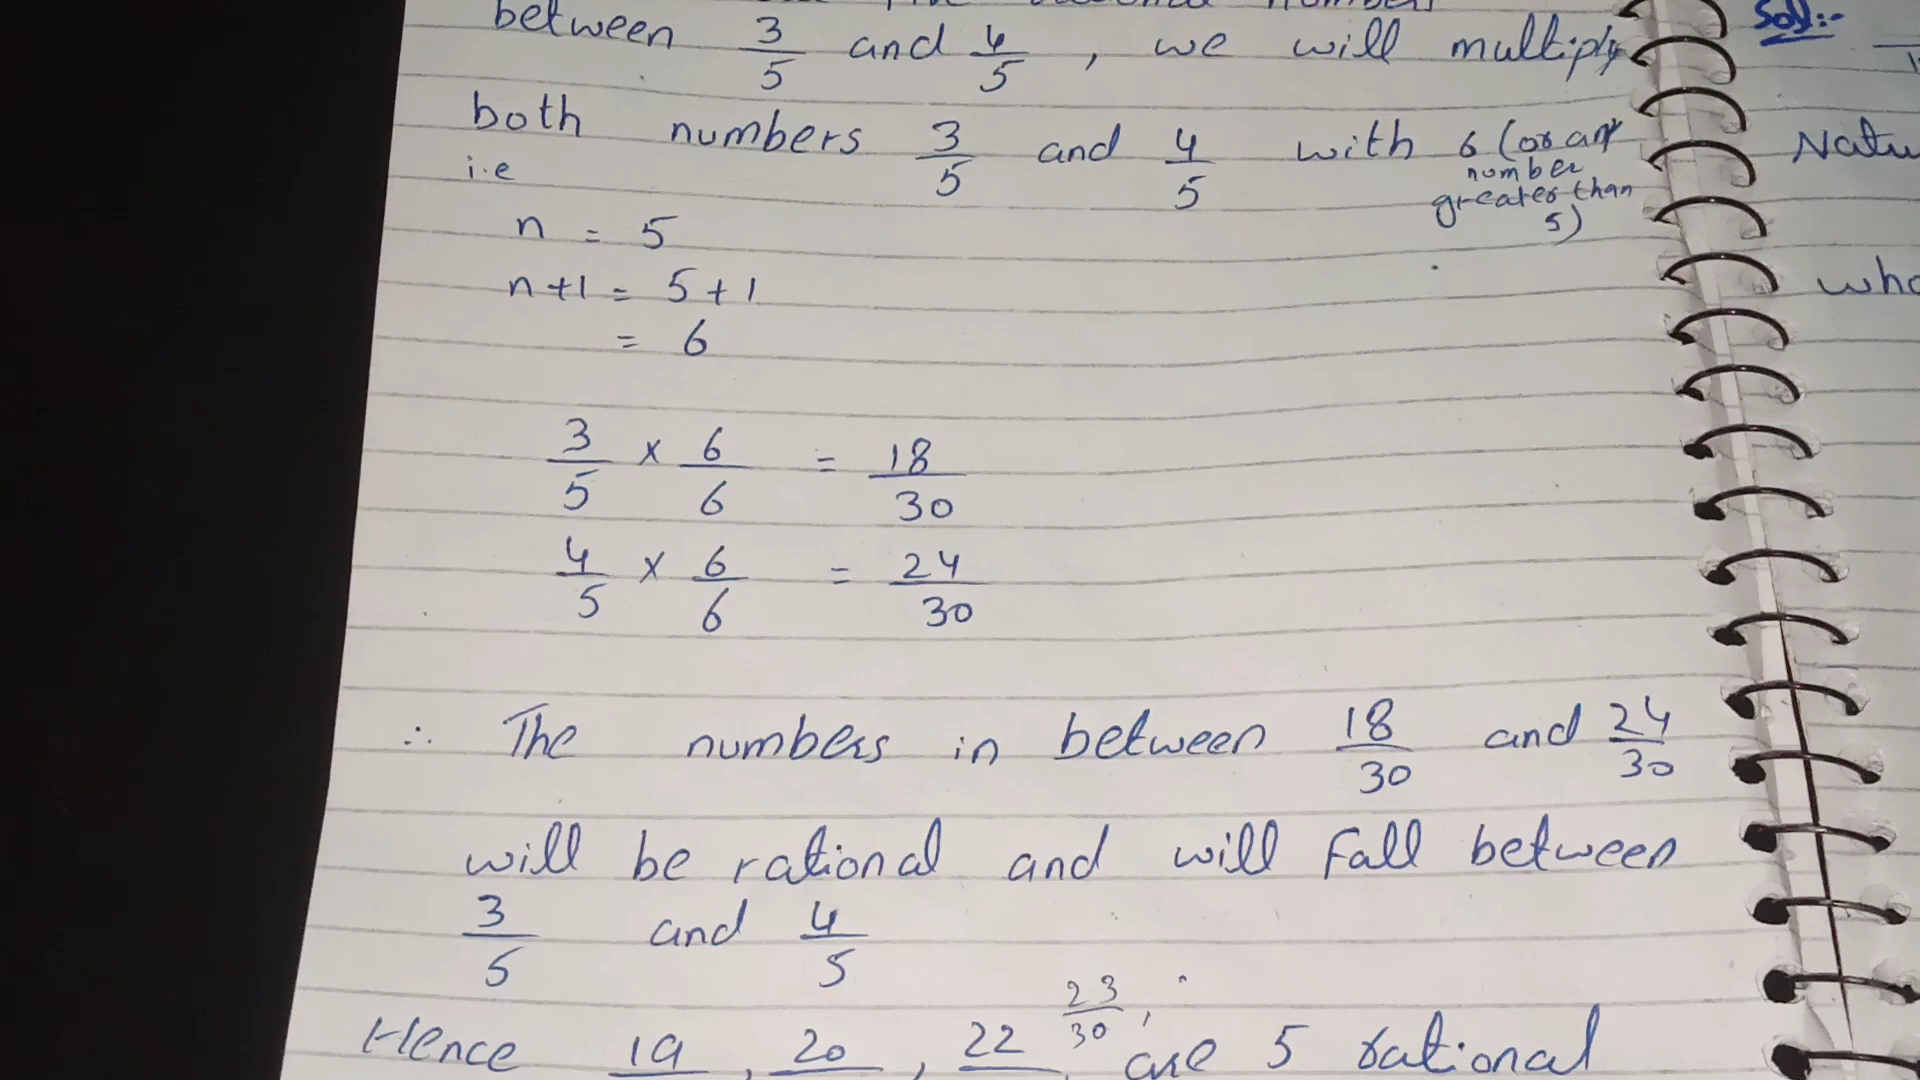 between 3/5 and 4/5 , we will multiply
both numbers 3/5 and 4/5 with 6 (or any
number
greater than
5)
i.e
n = 5
n+1 = 5+1
= 6
3/5 x 6/6 = 18/30
4/5 x 6/6 = 24/30
∴ The numbers in between 18/30 and 24/30
will be rational and will fall between
3/5 and 4/5
23/30 ,
Hence 19 , 20 , 22 are 5 rational
Sol:-
Natu
who